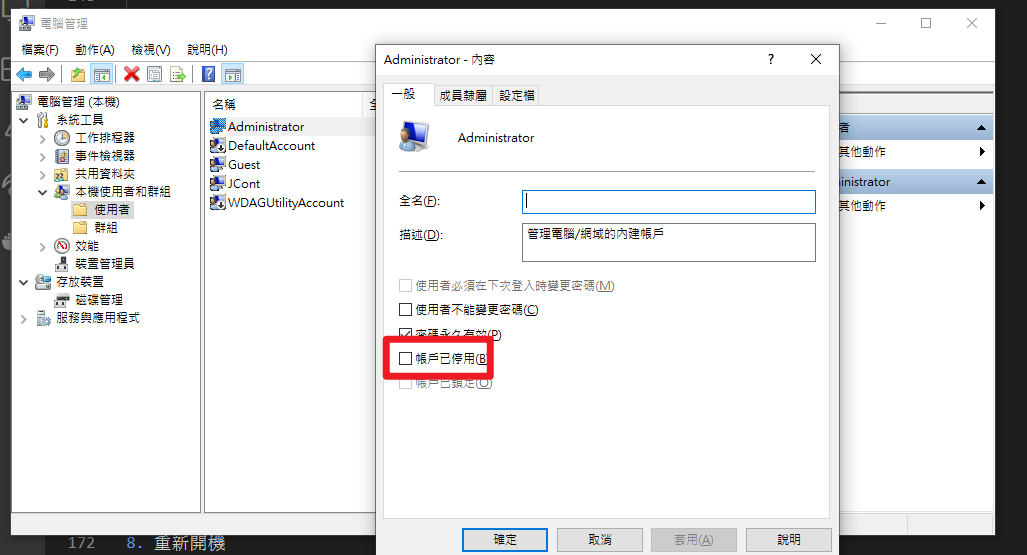 電腦管理
檔案(F) 動作(A) 檢視(V) 說明(H)
電腦管理 (本機)
系統工具
工作排程器
事件檢視器
共用資料夾
本機使用者和群組
使用者
群組
效能
裝置管理員
存放裝置
磁碟管理
服務與應用程式
名稱
Administrator
DefaultAccount
Guest
JCont
WDAGUtilityAccount
Administrator - 內容
?
一般 成員隸屬 設定檔
Administrator
全名(F):
描述(D):
管理電腦/網域的內建帳戶
使用者必須在下次登入時變更密碼(M)
使用者不能變更密碼(C)
密碼永久有效(P)
帳戶已停用(B
帳戶已鎖定(O)
確定 取消 套用(A) 說明
者
其他動作
inistrator
其他動作
172 8. 重新開機